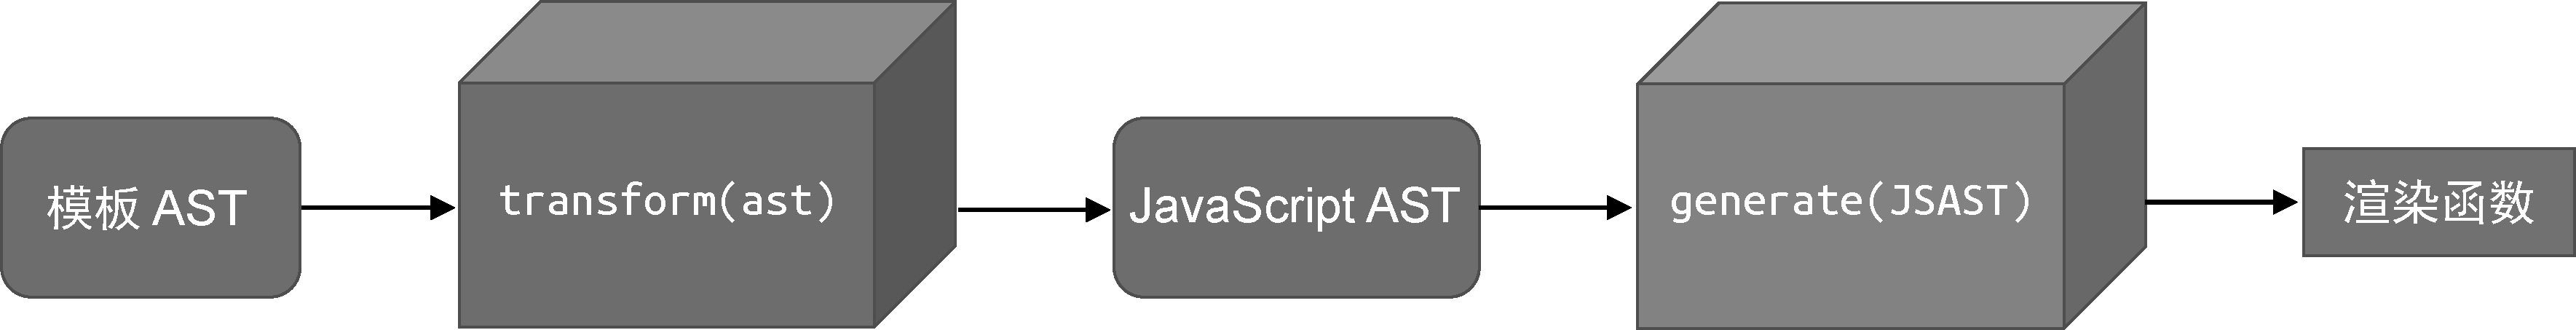 模板 AST
transform(ast)
JavaScript AST
generate(JSAST)
渲染函数